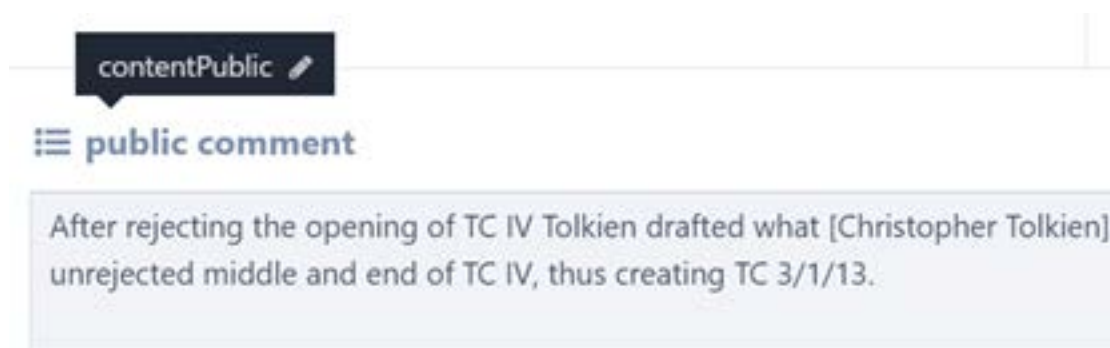 contentPublic
public comment
After rejecting the opening of TC IV Tolkien drafted what [Christopher Tolkien]
unrejected middle and end of TC IV, thus creating TC 3/1/13.